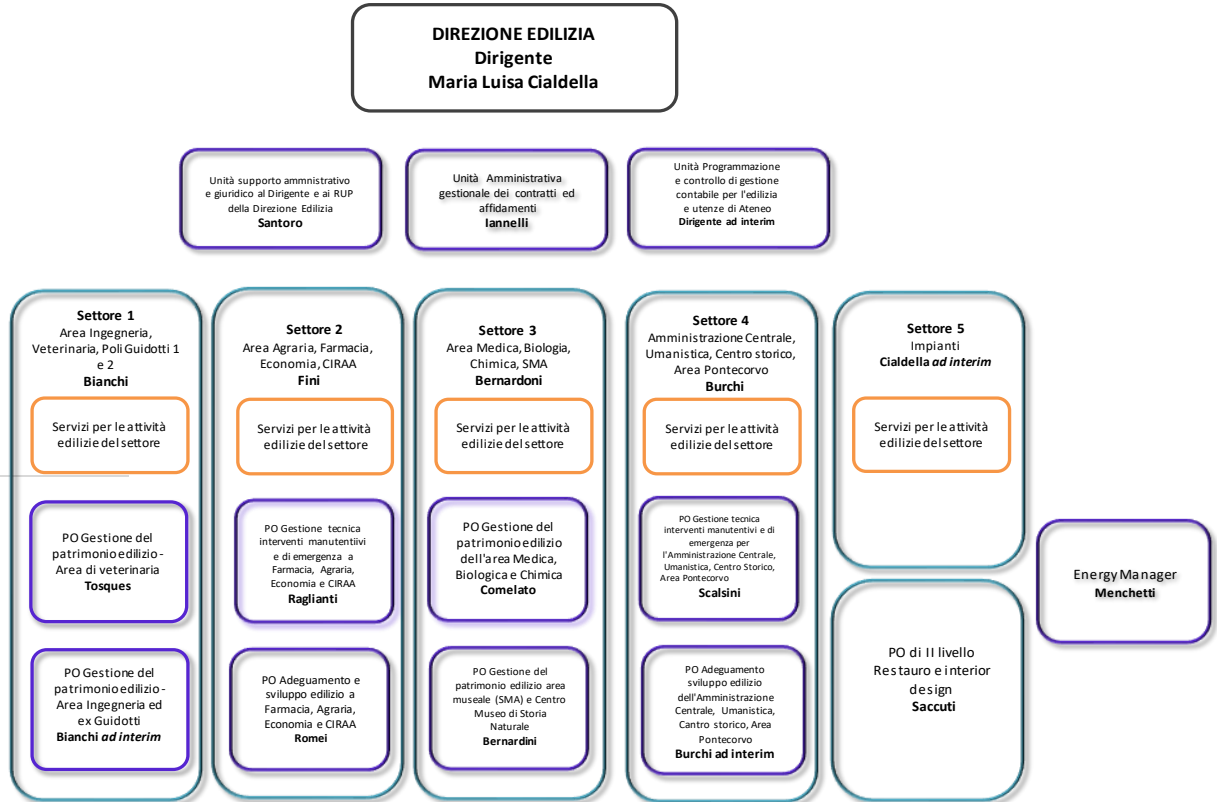 DIREZIONE EDILIZIA
Dirigente
Maria Luisa Cialdella
Unità supporto ammnistrativo
e giuridico al Dirigente e ai RUP
della Direzione Edilizia
Santoro
Unità Amministrativa
gestionale dei contratti ed
affidamenti
Iannelli
Unità Programmazione
e controllo di gestione
contabile per l'edilizia
e utenze di Ateneo
Dirigente ad interim
Settore 1
Area Ingegneria,
Veterinaria, Poli Guidotti 1
e 2
Bianchi
Servizi per le attività
edilizie del settore
PO Gestione del
patrimonio edilizio-
Area di veterinaria
Tosques
PO Gestione del
patrimonio edilizio-
Area Ingegneria ed
ex Guidotti
Bianchi ad interim
Settore 2
Area Agraria, Farmacia,
Economia, CIRAA
Fini
Servizi per le attività
edilizie del settore
PO Gestione tecnica
interventi manutentiivi
e di emergenza a
Farmacia, Agraria,
Economia e CIRAA
Raglianti
PO Adeguamento e
sviluppo edilizio a
Farmacia, Agraria,
Economia e CIRAA
Romei
Settore 3
Area Medica, Biologia,
Chimica, SMA
Bernardoni
Servizi per le attività
edilizie del settore
PO Gestione del
patrimonio edilizio
dell'area Medica,
Biologica e Chimica
Comelato
PO Gestione del
patrimonio edilizio area
museale (SMA) e Centro
Museo di Storia
Naturale
Bernardini
Settore 4
Amministrazione Centrale,
Umanistica, Centro storico,
Area Pontecorvo
Burchi
Servizi per le attività
edilizie del settore
PO Gestione tecnica
interventi manutentivi e di
emergenza per
l'Amministrazione Centrale,
Umanistica, Centro Storico,
Area Pontecorvo
Scalsini
PO Adeguamento
sviluppo edilizio
dell'Amministrazione
Centrale, Umanistica,
Cantro storico, Area
Pontecorvo
Burchi ad interim
Settore 5
Impianti
Cialdella ad interim
Servizi per le attività
edilizie del settore
PO di II livello
Restauro e interior
design
Saccuti
Energy Manager
Menchetti